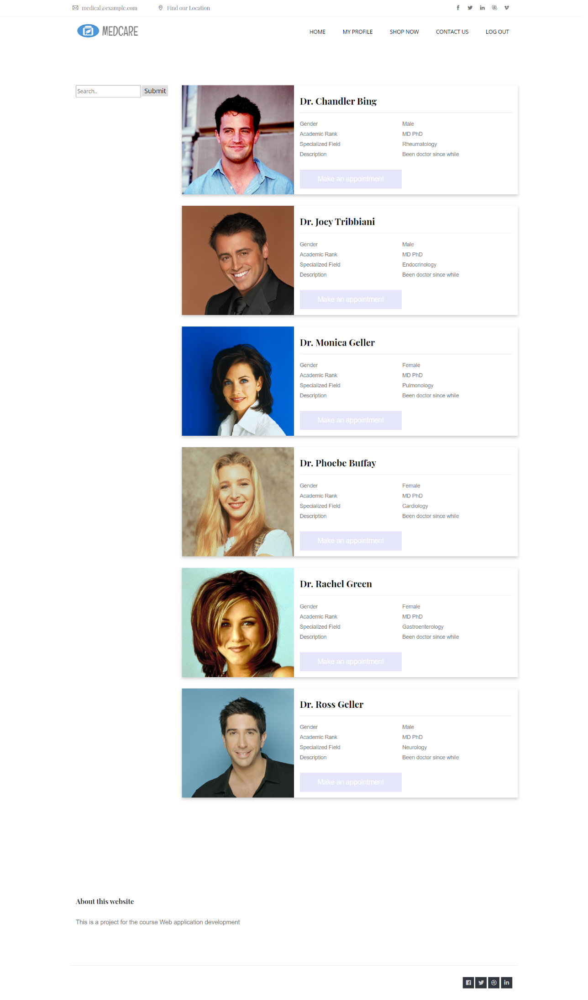 medical@example.com Find our Location
MEDCARE
HOME MY PROFILE SHOP NOW CONTACT US LOG OUT
Search.. Submit
Dr. Chandler Bing
Gender Male
Academic Rank MD PhD
Specialized Field Rheumatology
Description Been doctor since while
Make an appointment
Dr. Joey Tribbiani
Gender Male
Academic Rank MD PhD
Specialized Field Endocrinology
Description Been doctor since while
Make an appointment
Dr. Monica Geller
Gender Female
Academic Rank MD PhD
Specialized Field Pulmonology
Description Been doctor since while
Make an appointment
Dr. Phoebe Buffay
Gender Female
Academic Rank MD PhD
Specialized Field Cardiology
Description Been doctor since while
Make an appointment
Dr. Rachel Green
Gender Female
Academic Rank MD PhD
Specialized Field Gastroenterology
Description Been doctor since while
Make an appointment
Dr. Ross Geller
Gender Male
Academic Rank MD PhD
Specialized Field Neurology
Description Been doctor since while
Make an appointment
About this website
This is a project for the course Web application development